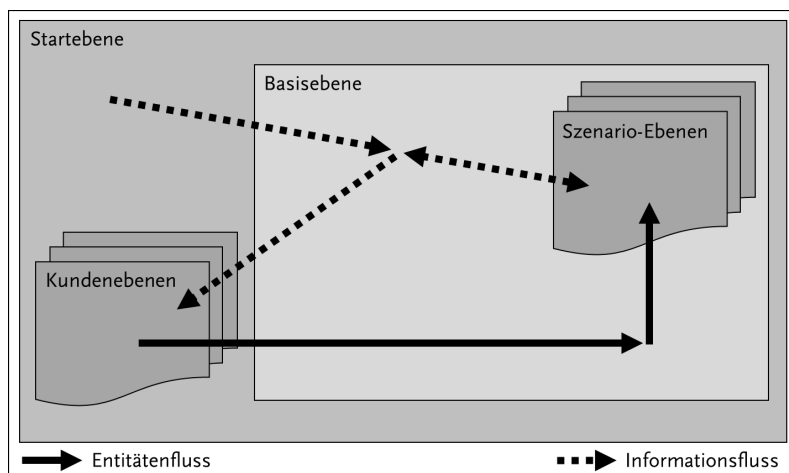 Startebene
Basisebene
Szenario-Ebenen
Kundenebenen
Entitätenfluss
Informationsfluss